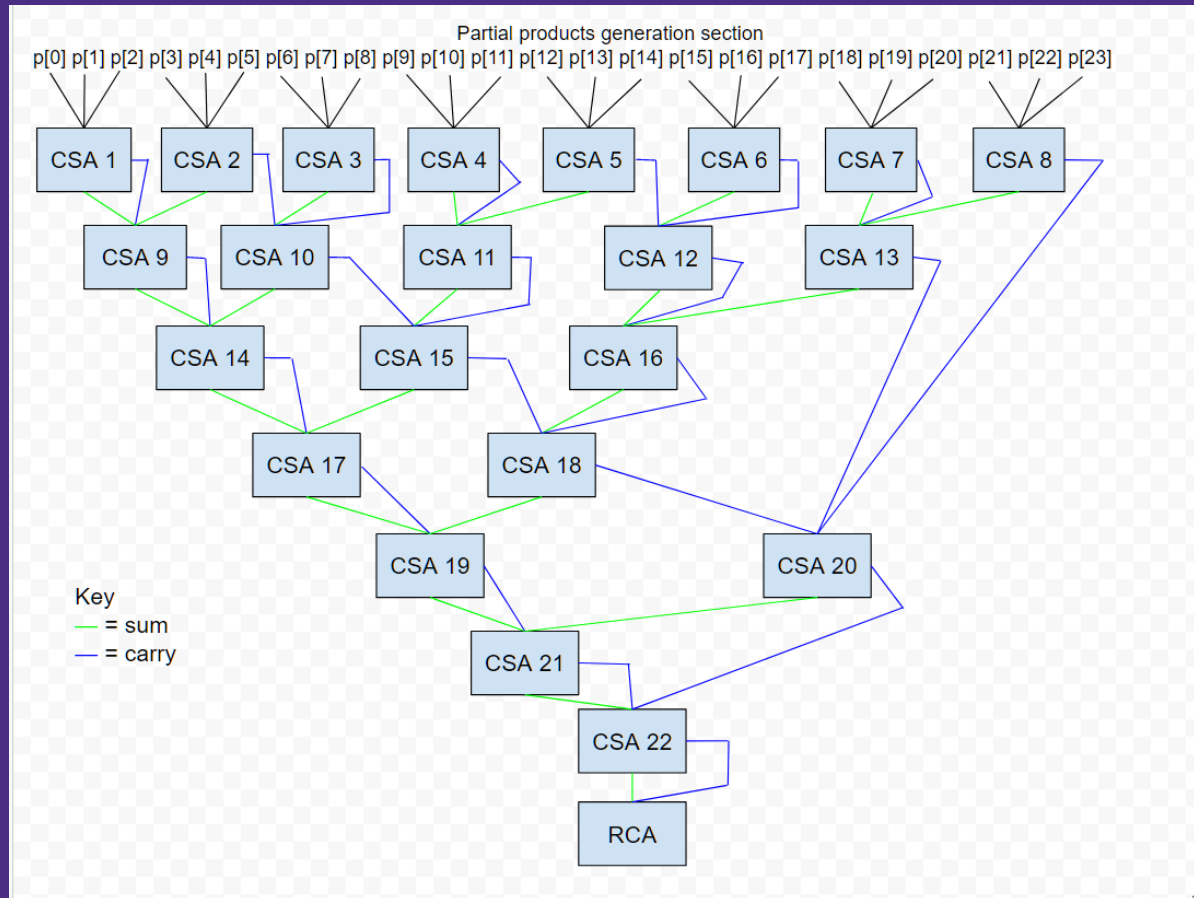 Partial products generation section
p[0] p[1] p[2] p[3] p[4] p[5] p[6] p[7] p[8] p[9] p[10] p[11] p[12] p[13] p[14] p[15] p[16] p[17] p[18] p[19] p[20] p[21] p[22] p[23]
CSA 1 CSA 2 CSA 3 CSA 4 CSA 5 CSA 6 CSA 7 CSA 8
CSA 9 CSA 10 CSA 11 CSA 12 CSA 13
CSA 14 CSA 15 CSA 16
CSA 17 CSA 18
CSA 19 CSA 20
Key
= sum
= carry
CSA 21
CSA 22
RCA